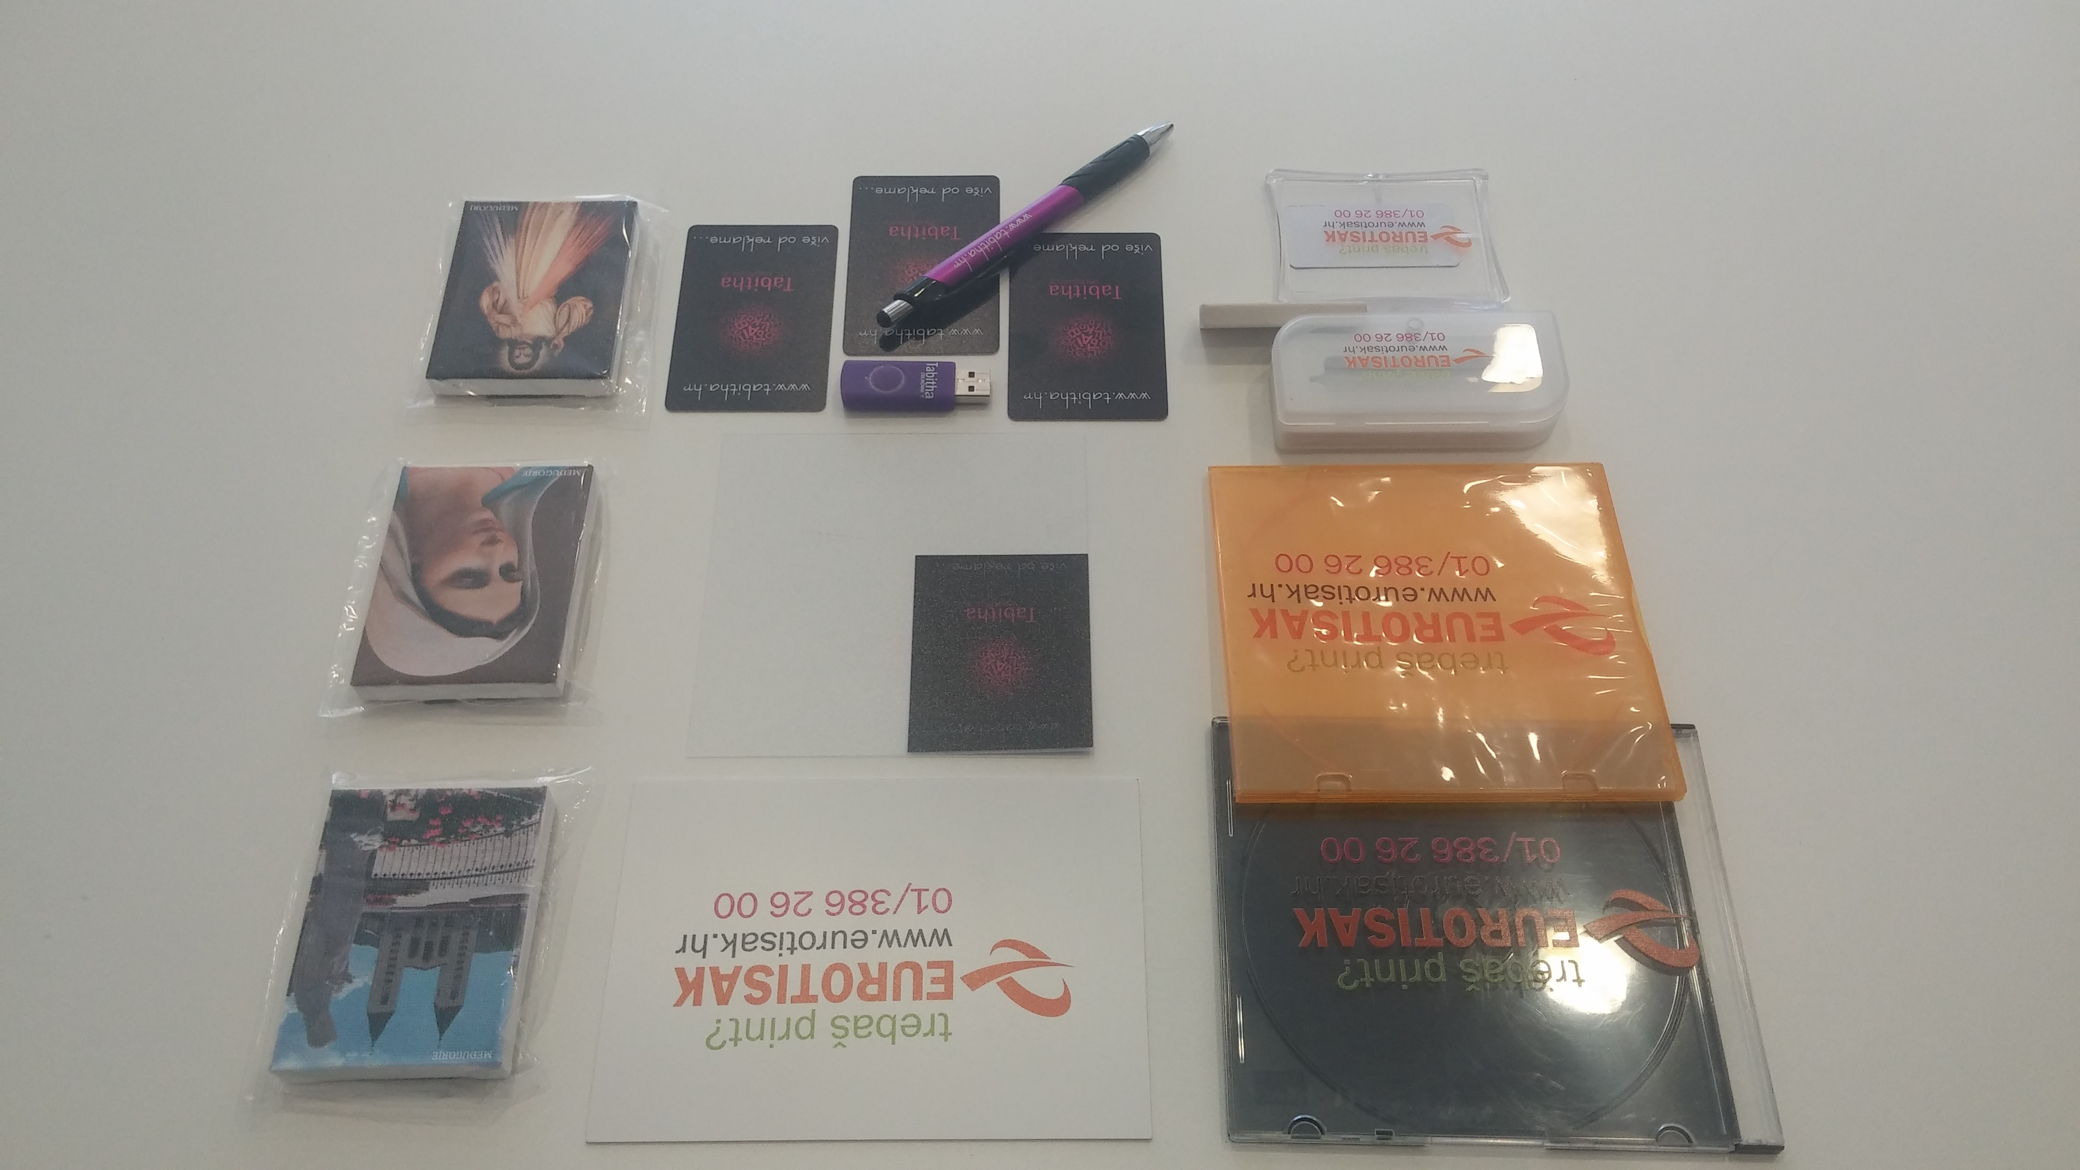 trebaš print?
EUROTISAK
www.eurotisak.hr
01/386 26 00
trebaš print?
EUROTISAK
www.eurotisak.hr
01/386 26 00
MEDUGORJE
trebaš print?
EUROTISAK
www.eurotisak.hr
01/386 26 00
Tabitha
više od reklame...
MEDUGORJE
trebaš print?
EUROTISAK
www.eurotisak.hr
01/386 26 00
trebaš print?
EUROTISAK
www.eurotisak.hr
01/386 26 00
www.tabitha.hr
Tabitha
više od reklame...
Tabitha
www.tabitha.hr
Tabitha
više od reklame...
www.tabitha.hr
www.tabitha.hr
Tabitha
više od reklame...
MEDUGORJE